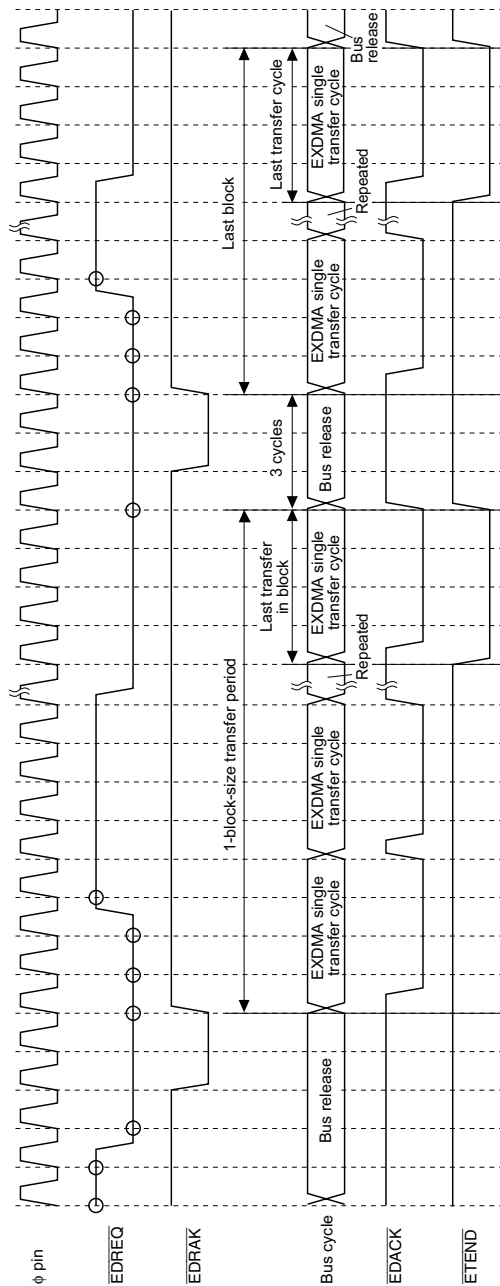 φ pin
EDREQ
EDRAK
Bus cycle
EDACK
ETEND
1-block-size transfer period
Last transfer
in block
3 cycles
Last block
Last transfer cycle
Bus release
EXDMA single
transfer cycle
EXDMA single
transfer cycle
Repeated
EXDMA single
transfer cycle
Bus release
EXDMA single
transfer cycle
Repeated
EXDMA single
transfer cycle
Bus
release